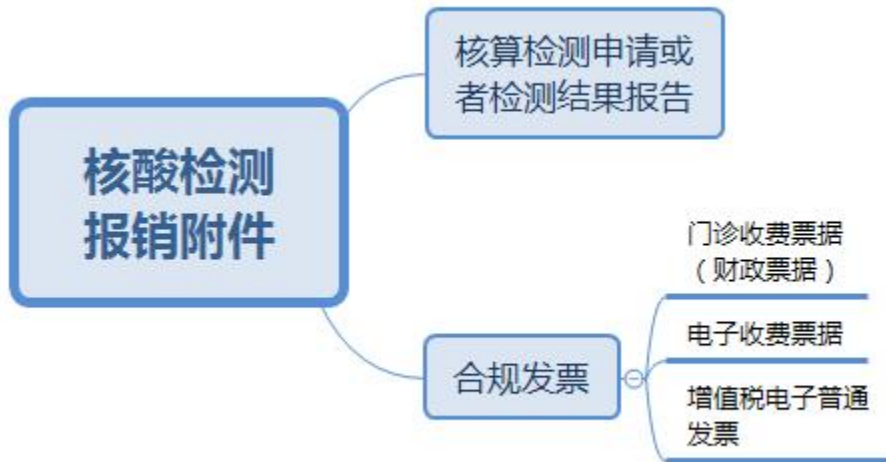 核算检测申请或
者检测结果报告
核酸检测
报销附件
门诊收费票据
（财政票据）
电子收费票据
合规发票
增值税电子普通
发票